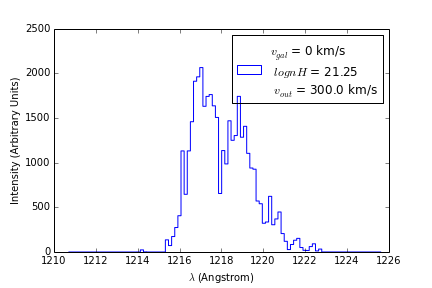 2500
2000
1500
1000
500
0
1210 1212 1214 1216 1218 1220 1222 1224 1226
Intensity (Arbitrary Units)
λ (Angstrom)
v_gal = 0 km/s
lognH = 21.25
v_out = 300.0 km/s